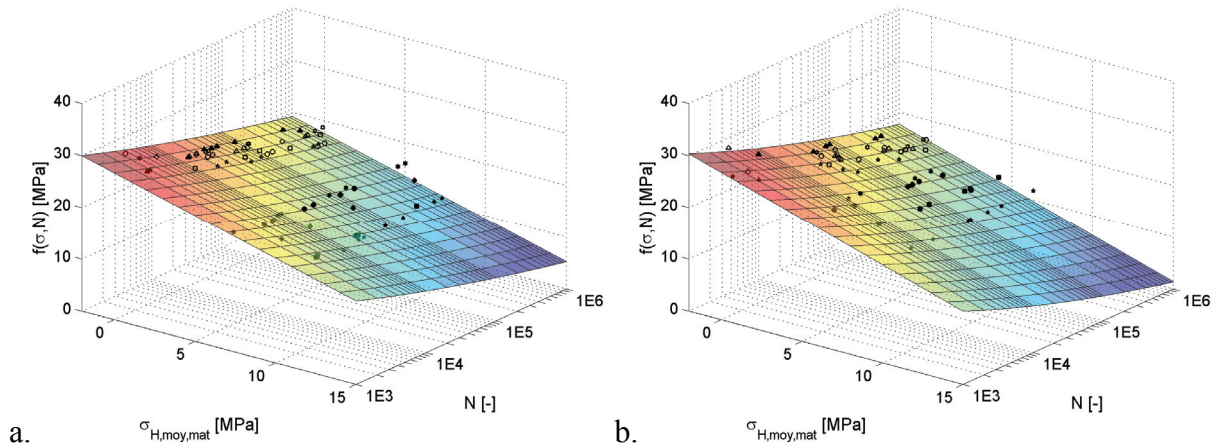 40
30
20
10
0
f(σ,N) [MPa]
0
5
10
15
σH,moy,mat [MPa]
1E3
1E4
1E5
1E6
N [-]
a.
40
30
20
10
0
f(σ,N) [MPa]
0
5
10
15
σH,moy,mat [MPa]
1E3
1E4
1E5
1E6
N [-]
b.